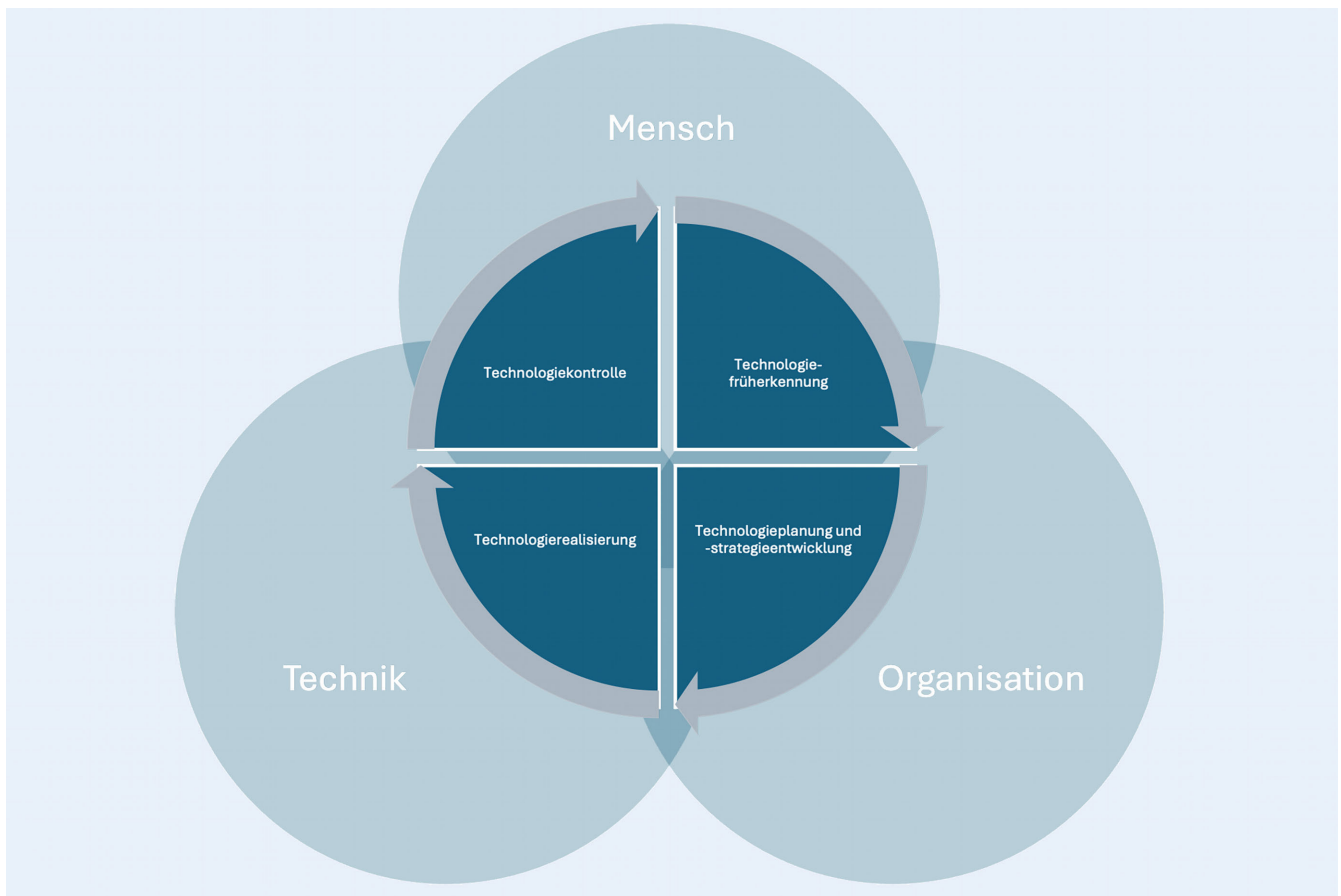 Mensch
Technologiekontrolle
Technologie-
früherkennung
Technologierealisierung
Technologieplanung und
-strategieentwicklung
Technik
Organisation